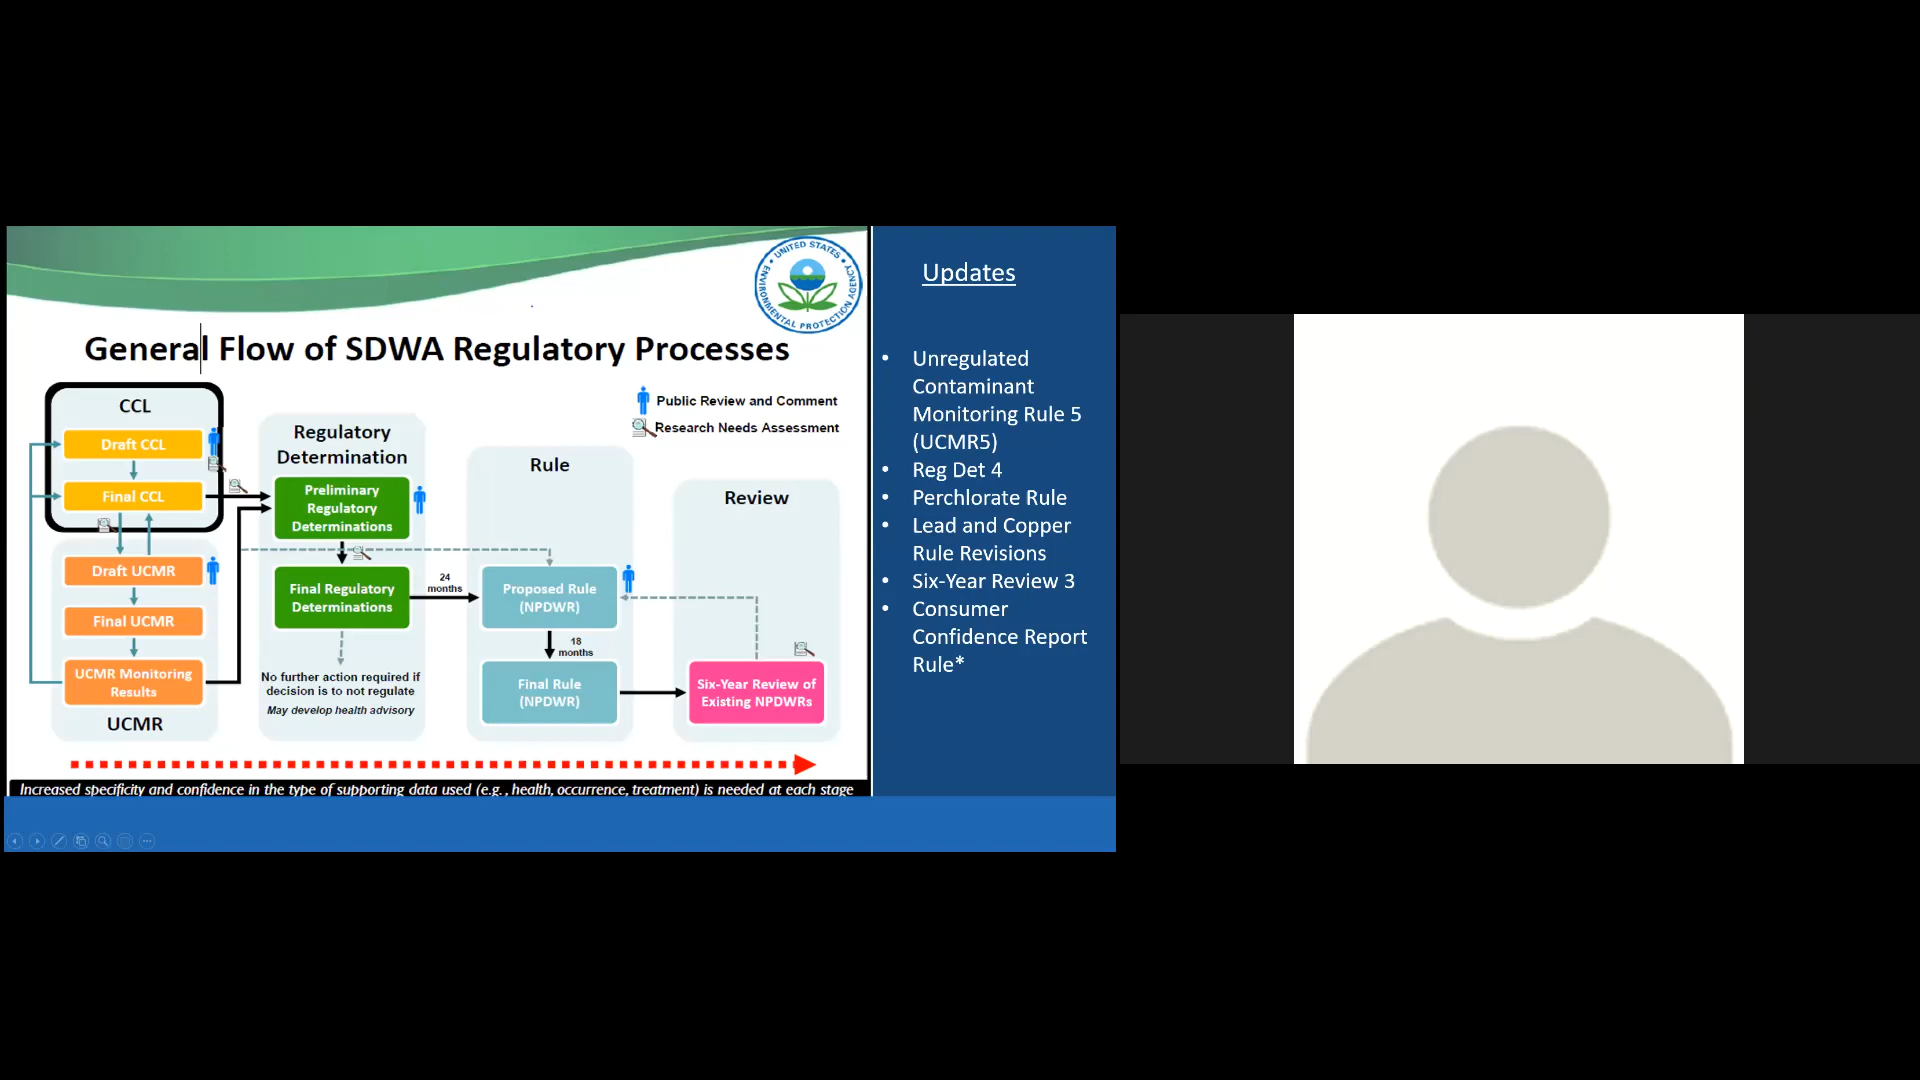 UNITED STATES
ENVIRONMENTAL PROTECTION AGENCY
General Flow of SDWA Regulatory Processes
Public Review and Comment
Research Needs Assessment
CCL
Draft CCL
Final CCL
Draft UCMR
Final UCMR
UCMR Monitoring
Results
UCMR
Regulatory
Determination
Preliminary
Regulatory
Determinations
Final Regulatory
Determinations
No further action required if
decision is to not regulate
May develop health advisory
24
months
Rule
Proposed Rule
(NPDWR)
18
months
Final Rule
(NPDWR)
Review
Six-Year Review of
Existing NPDWRs
Increased specificity and confidence in the type of supporting data used (e.g., health, occurrence, treatment) is needed at each stage
Updates
• Unregulated
Contaminant
Monitoring Rule 5
(UCMR5)
• Reg Det 4
• Perchlorate Rule
• Lead and Copper
Rule Revisions
• Six-Year Review 3
• Consumer
Confidence Report
Rule*